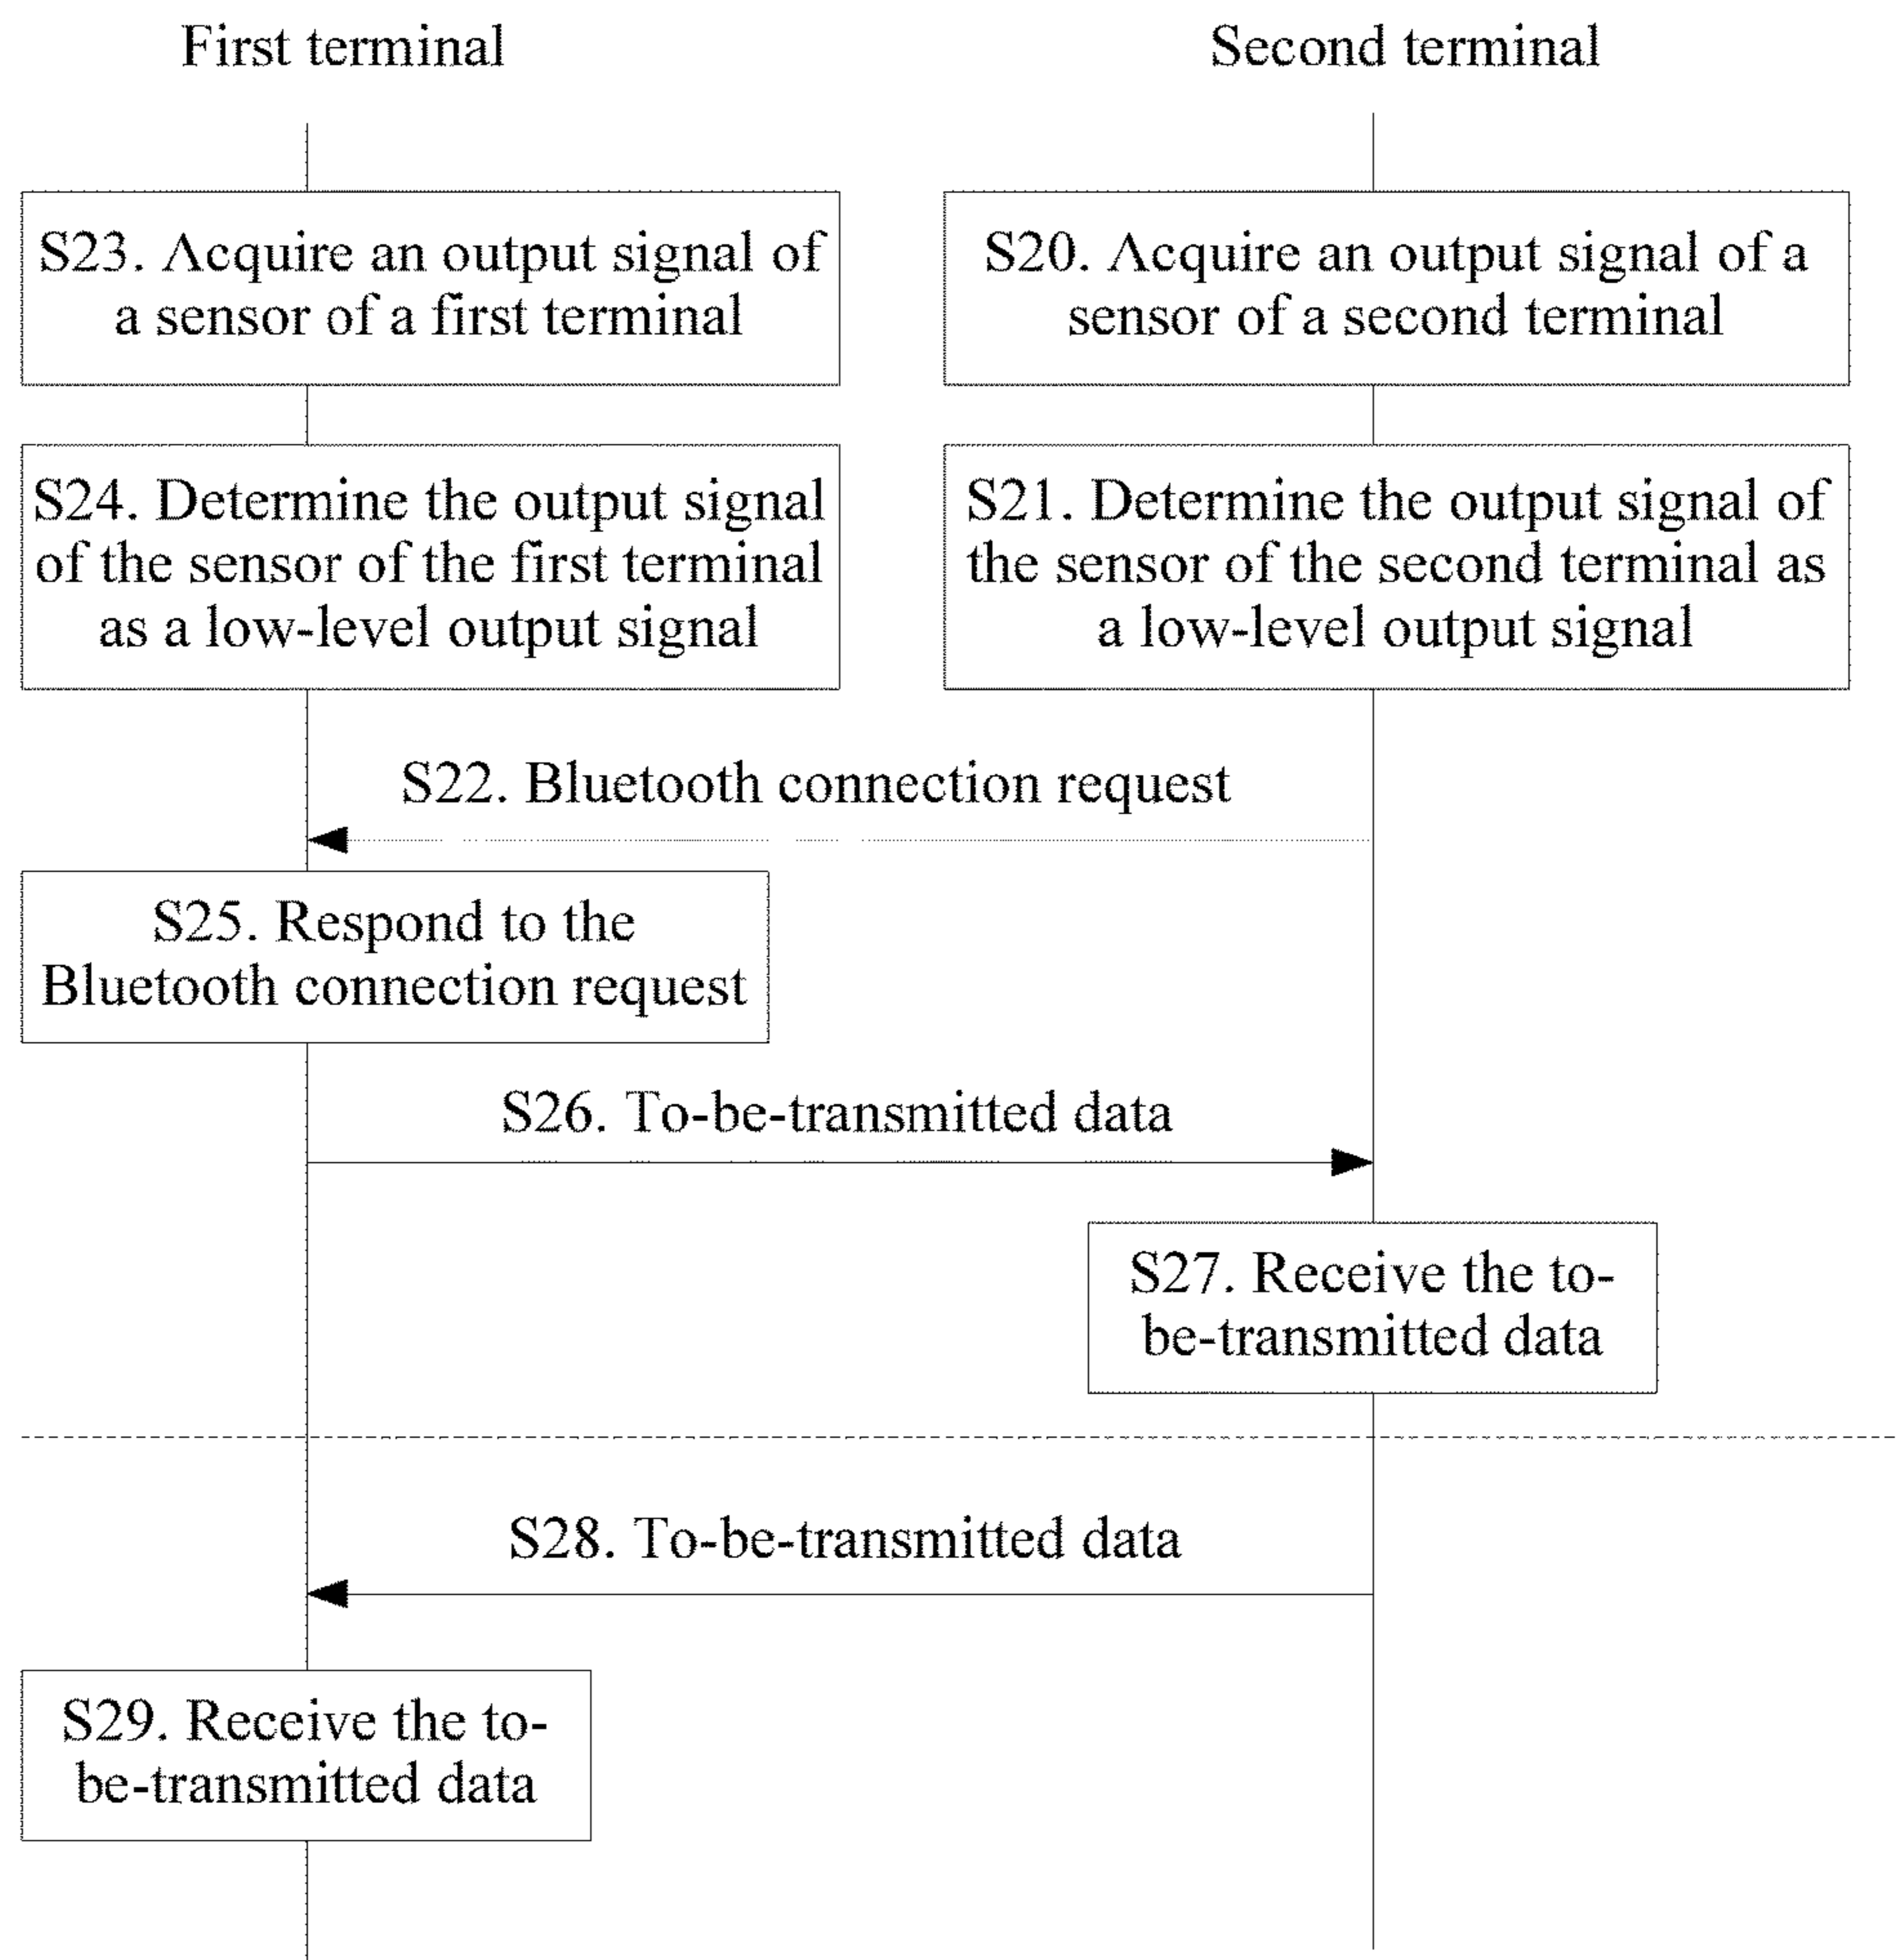 First terminal
Second terminal
S23. Acquire an output signal of
a sensor of a first terminal
S20. Acquire an output signal of a
sensor of a second terminal
S24. Determine the output signal
of the sensor of the first terminal
as a low-level output signal
S21. Determine the output signal of
the sensor of the second terminal as
a low-level output signal
S22. Bluetooth connection request
S25. Respond to the
Bluetooth connection request
S26. To-be-transmitted data
S27. Receive the to-
be-transmitted data
S28. To-be-transmitted data
S29. Receive the to-
be-transmitted data